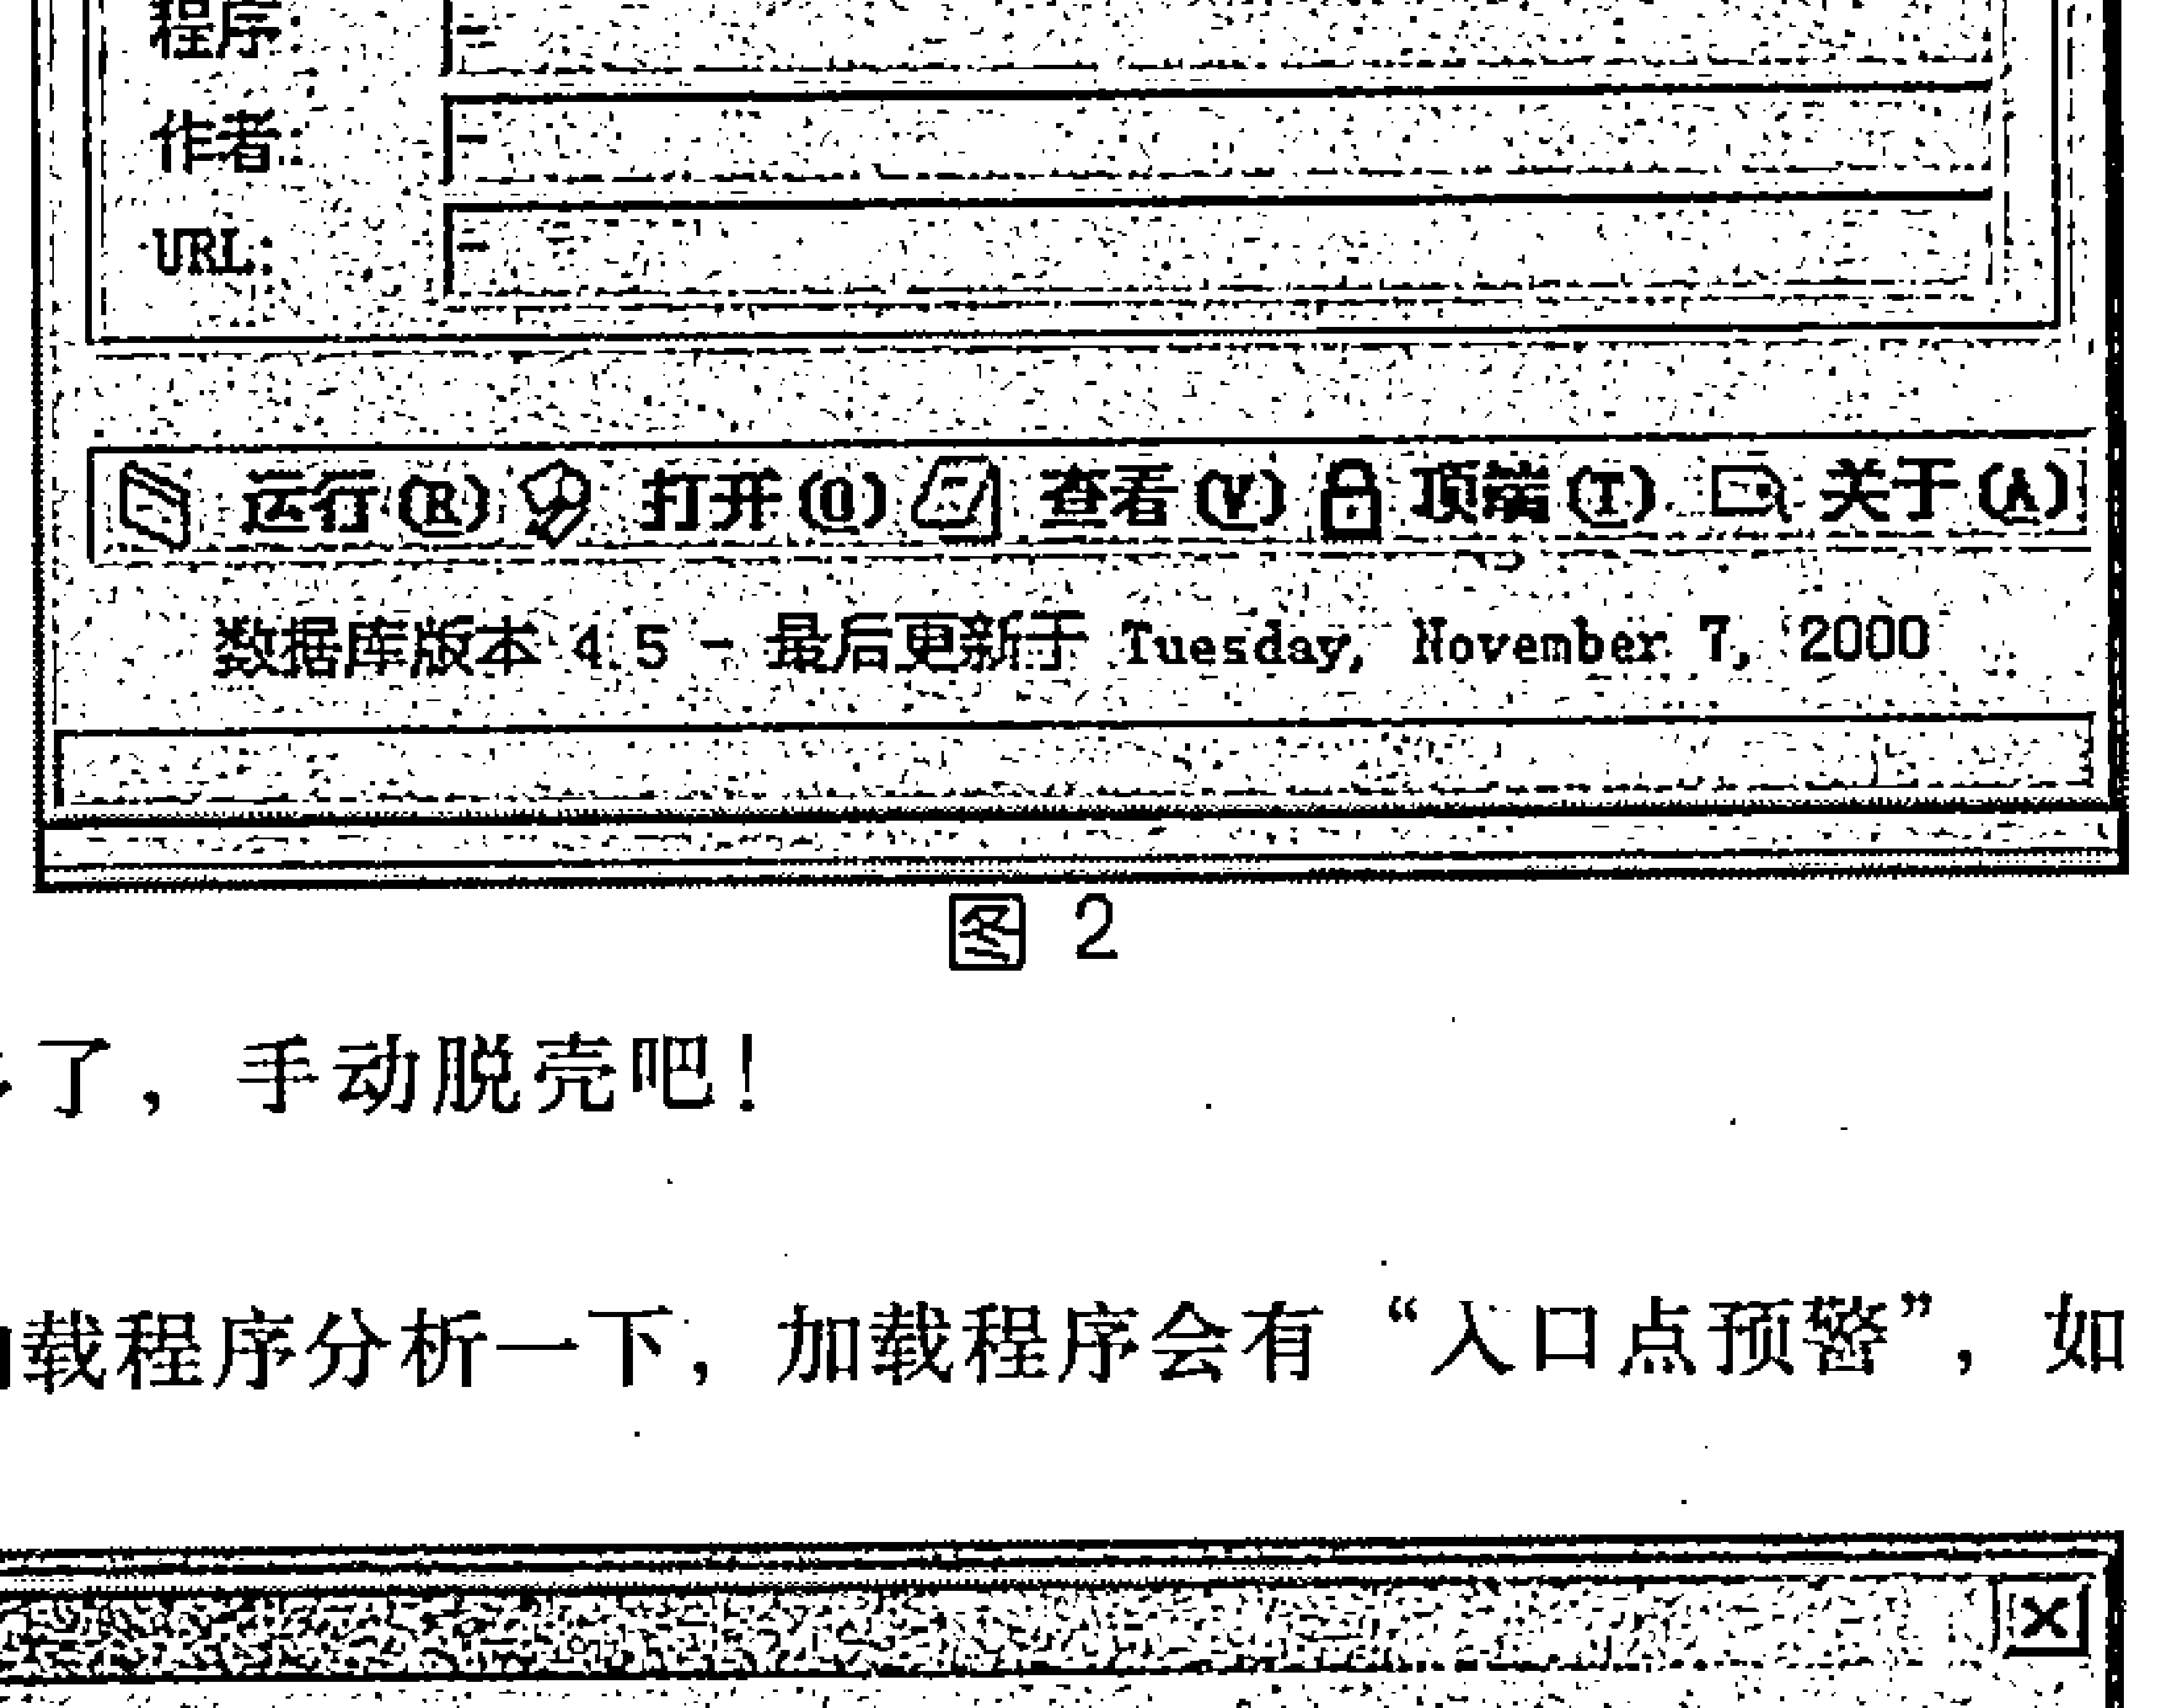 程序:
-
作者:
-
URL:
-
运行(R) 打开(O) 查看(V) 顶端(T) 关于(A)
数据库版本 4.5 - 最后更新于 Tuesday, November 7, 2000
图 2
了，手动脱壳吧！
载程序分析一下，加载程序会有“入口点预警”，如